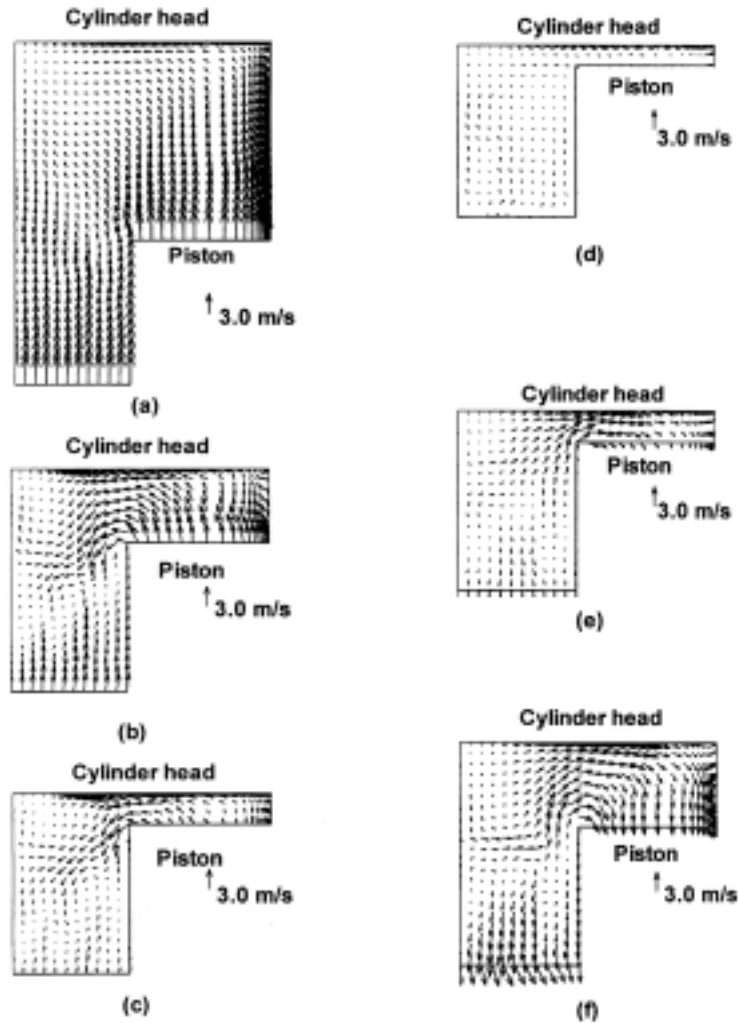 Cylinder head
Piston
3.0 m/s
(a)
Cylinder head
Piston
3.0 m/s
(b)
Cylinder head
Piston
3.0 m/s
(c)
Cylinder head
Piston
3.0 m/s
(d)
Cylinder head
Piston
3.0 m/s
(e)
Cylinder head
Piston
3.0 m/s
(f)